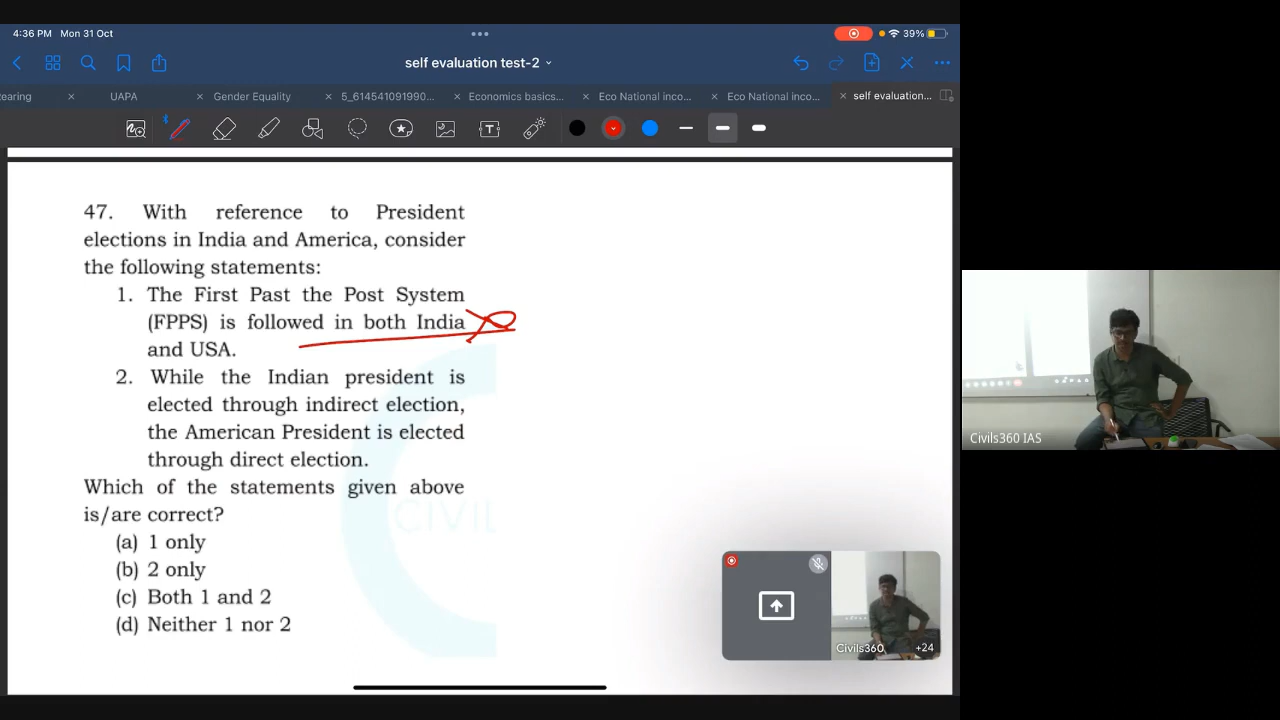 4:36 PM Mon 31 Oct
39%
self evaluation test-2
earing
UAPA
Gender Equality
5_614541091990...
Economics basics...
Eco National inco...
Eco National inco...
self evaluation...
47. With reference to President
elections in India and America, consider
the following statements:
1. The First Past the Post System
(FPPS) is followed in both India
and USA.
2. While the Indian president is
elected through indirect election,
the American President is elected
through direct election.
Which of the statements given above
is/are correct?
(a) 1 only
(b) 2 only
(c) Both 1 and 2
(d) Neither 1 nor 2
CIVIL
Civils360 IAS
Civils360
+24